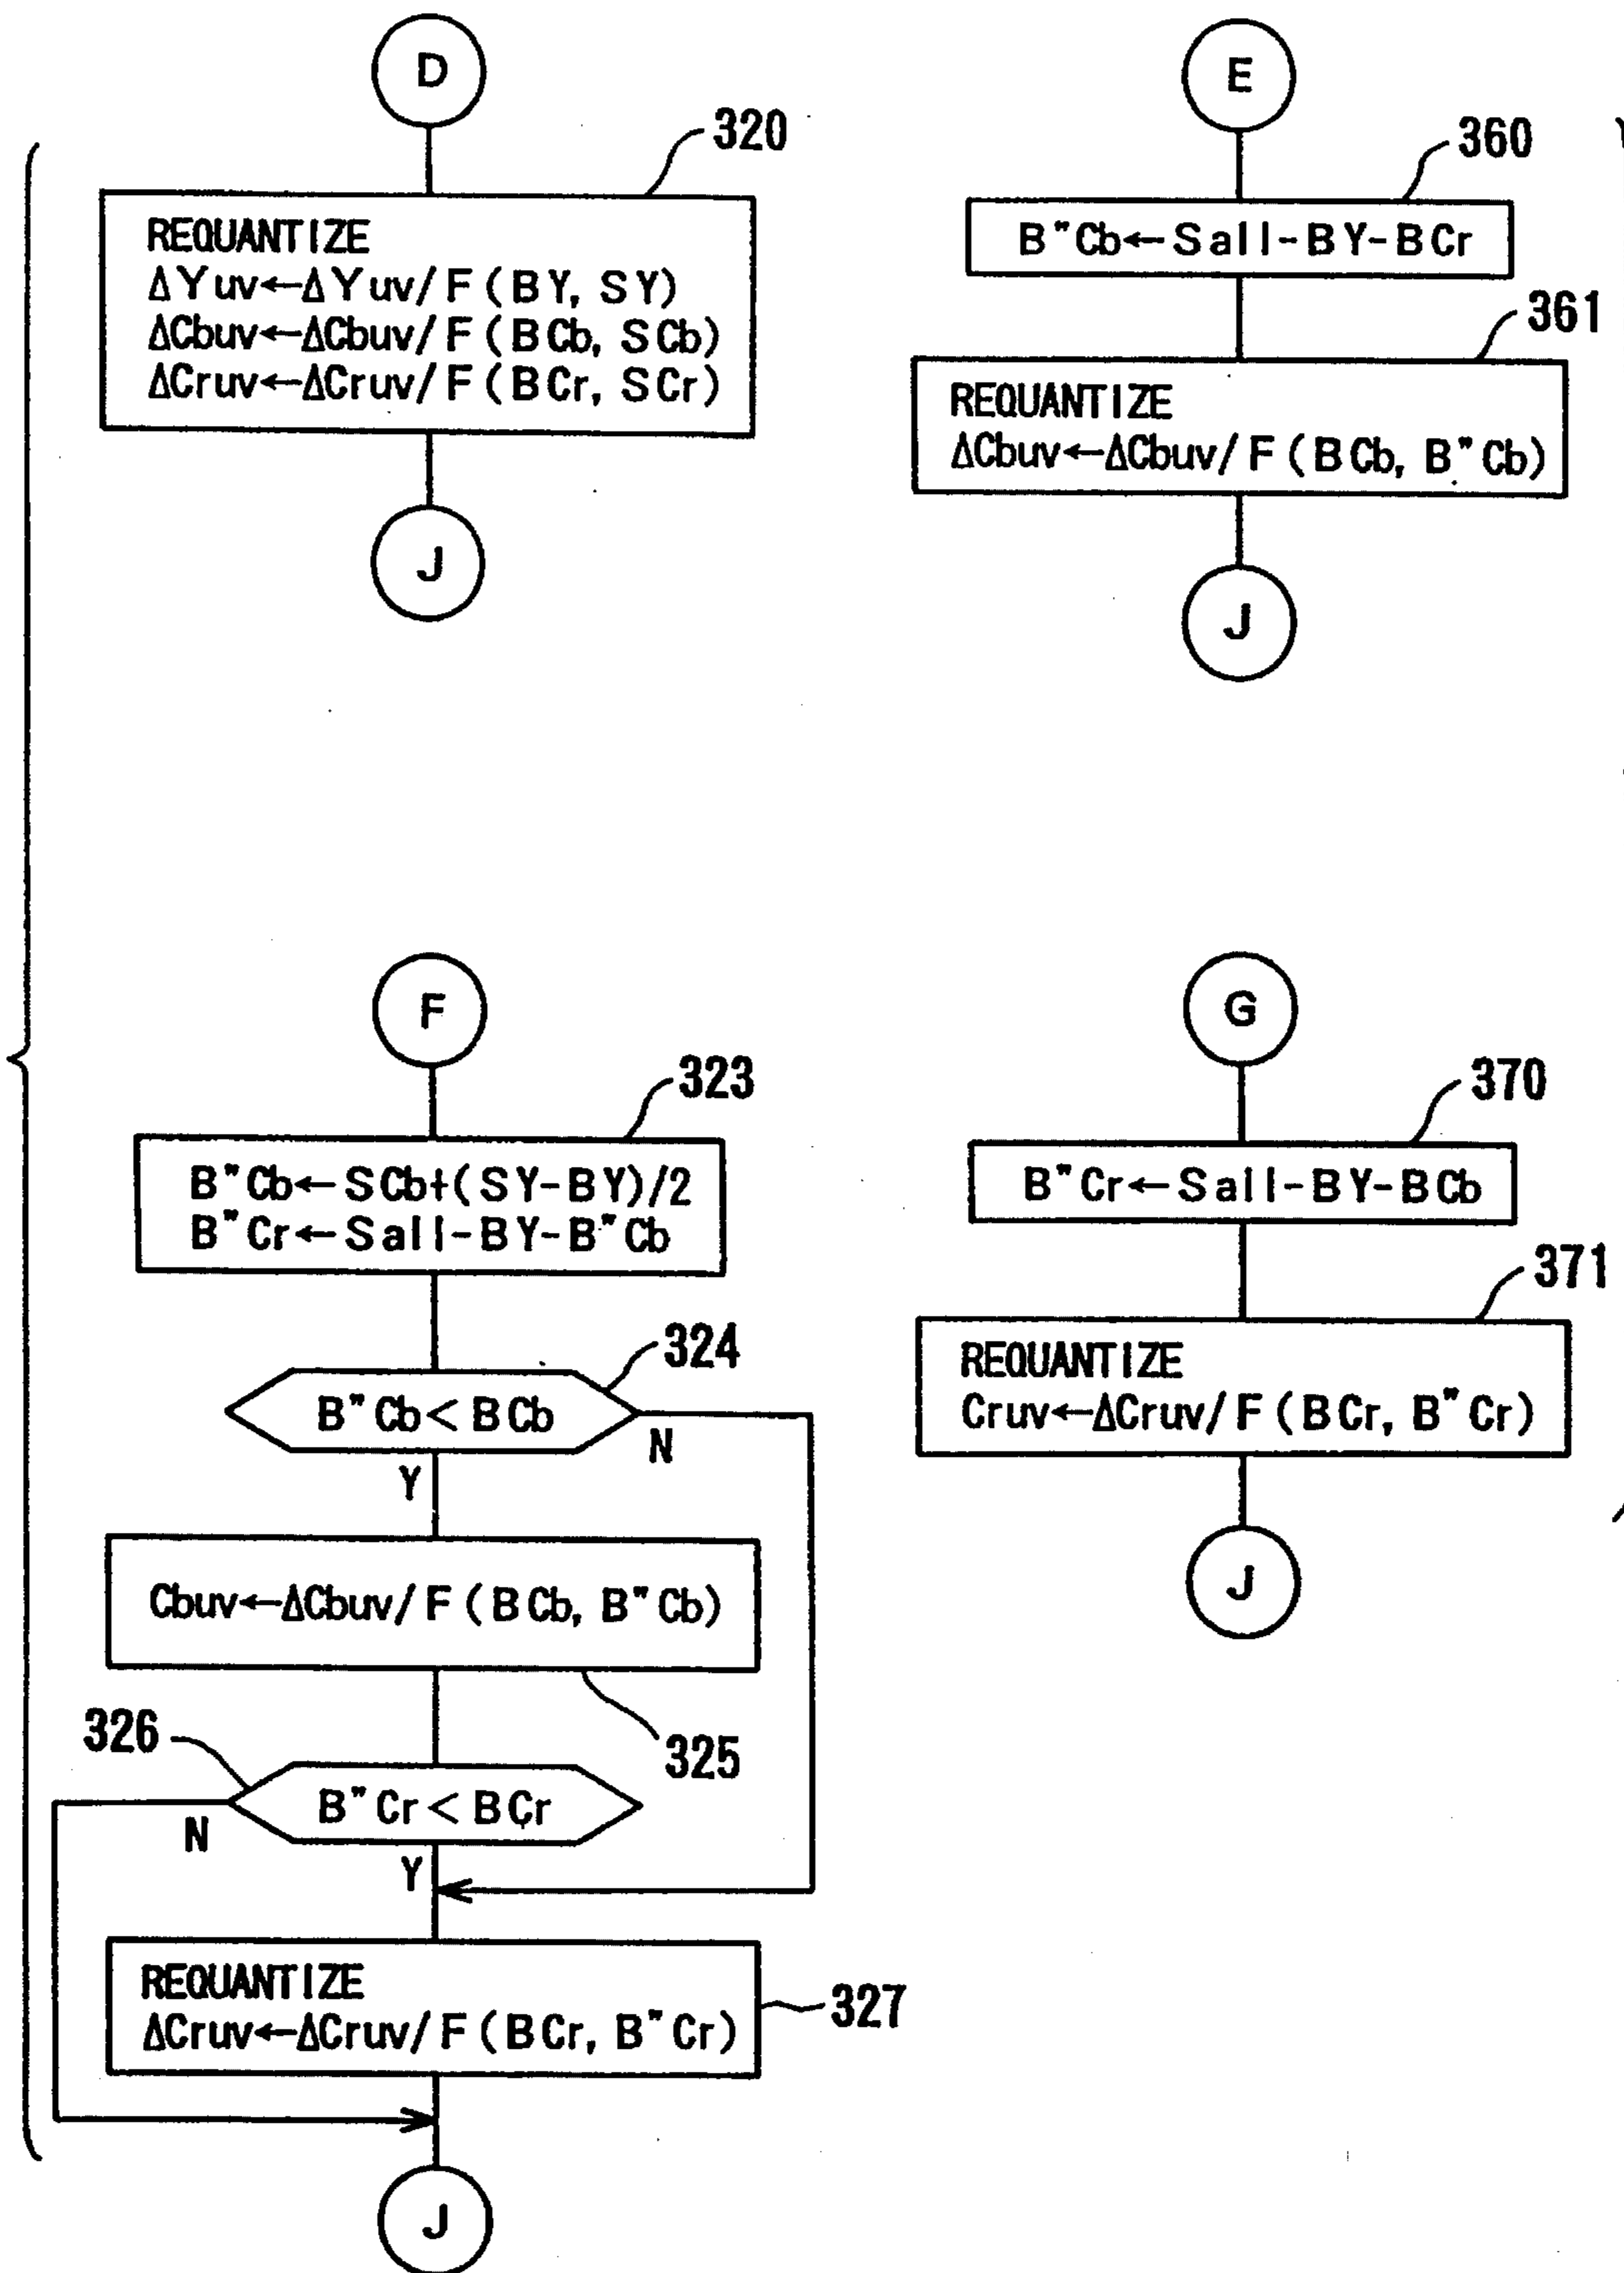 D
320
REQUANTIZE
ΔYuv←ΔYuv/F(BY, SY)
ΔCbuv←ΔCbuv/F(BCb, SCb)
ΔCruv←ΔCruv/F(BCr, SCr)
J
E
360
B"Cb←Sall-BY-BCr
361
REQUANTIZE
ΔCbuv←ΔCbuv/F(BCb, B"Cb)
J
F
323
B"Cb←SCb+(SY-BY)/2
B"Cr←Sall-BY-B"Cb
324
B"Cb<BCb
N
Y
Cbuv←ΔCbuv/F(BCb, B"Cb)
325
326
B"Cr<BCr
N
Y
REQUANTIZE
ΔCruv←ΔCruv/F(BCr, B"Cr)
327
J
G
370
B"Cr←Sall-BY-BCb
371
REQUANTIZE
Cruv←ΔCruv/F(BCr, B"Cr)
J